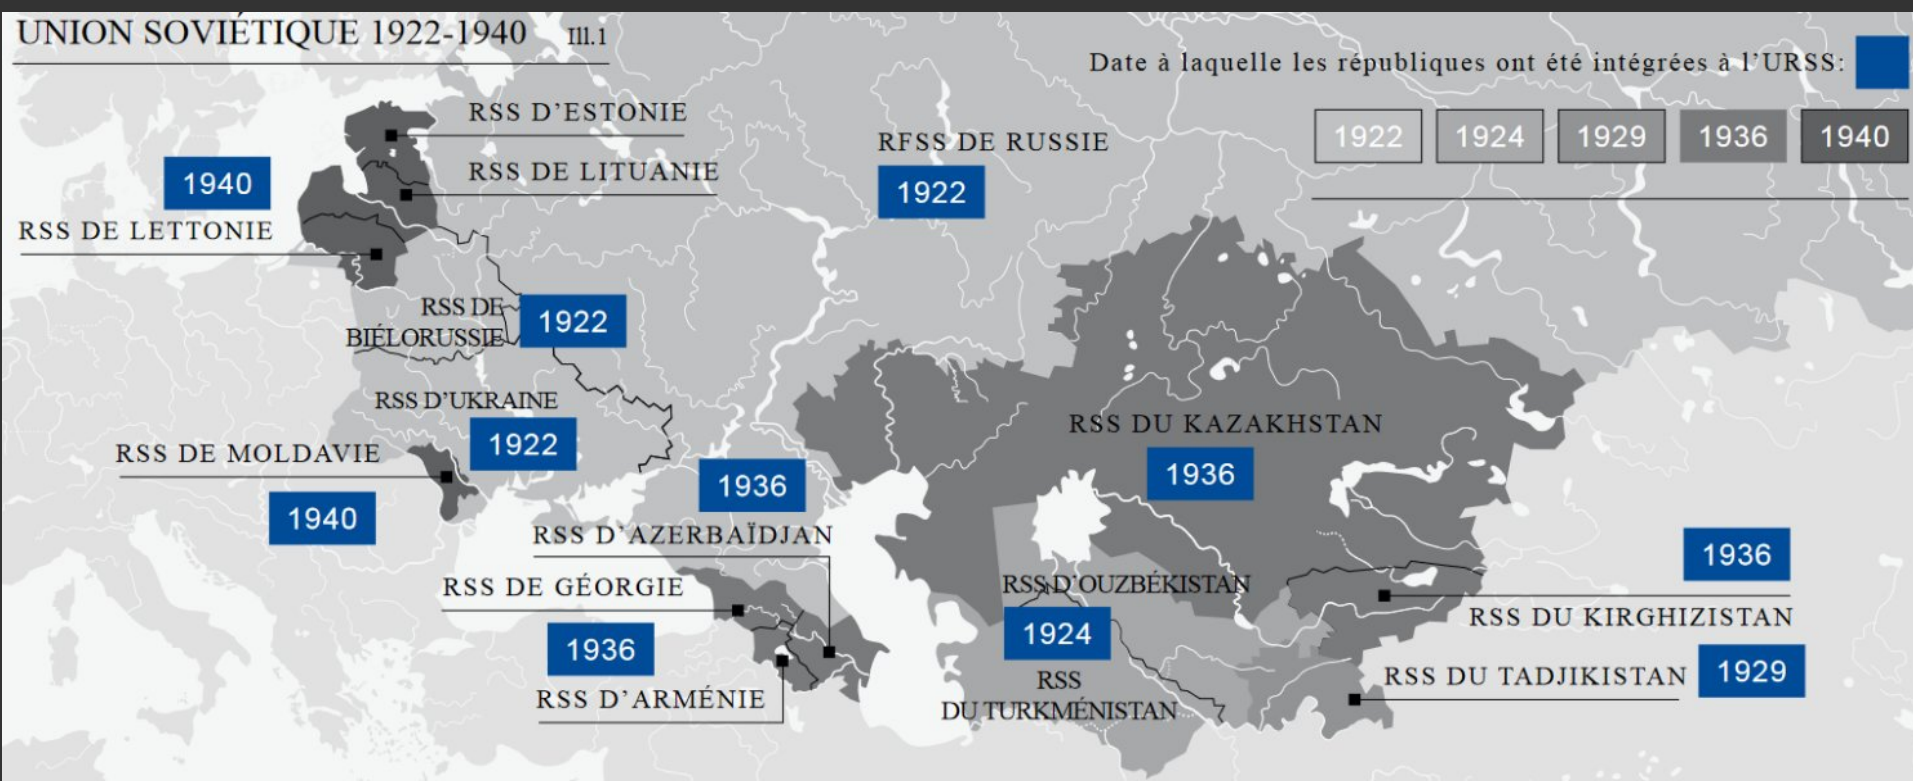 UNION SOVIÉTIQUE 1922-1940 Ill.1
Date à laquelle les républiques ont été intégrées à l'URSS:
1922 1924 1929 1936 1940
RSS D'ESTONIE
RSS DE LITUANIE
1940
RSS DE LETTONIE
RFSS DE RUSSIE
1922
RSS DE
BIÉLORUSSIE
1922
RSS D'UKRAINE
1922
RSS DE MOLDAVIE
1940
1936
RSS D'AZERBAÏDJAN
RSS DE GÉORGIE
1936
RSS D'ARMÉNIE
RSS DU KAZAKHSTAN
1936
RSS D'OUZBÉKISTAN
1924
RSS
DU TURKMÉNISTAN
1936
RSS DU KIRGHIZISTAN
RSS DU TADJIKISTAN
1929